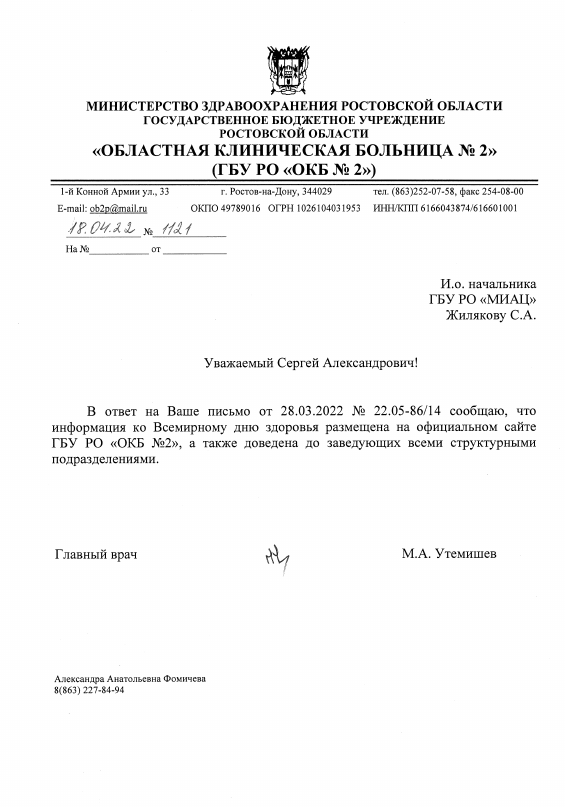 МИНИСТЕРСТВО ЗДРАВООХРАНЕНИЯ РОСТОВСКОЙ ОБЛАСТИ
ГОСУДАРСТВЕННОЕ БЮДЖЕТНОЕ УЧРЕЖДЕНИЕ
РОСТОВСКОЙ ОБЛАСТИ
«ОБЛАСТНАЯ КЛИНИЧЕСКАЯ БОЛЬНИЦА № 2»
(ГБУ РО «ОКБ № 2»)
1-й Конной Армии ул., 33 г. Ростов-на-Дону, 344029 тел. (863)252-07-58, факс 254-08-00
E-mail: ob2p@mail.ru ОКПО 49789016 ОГРН 1026104031953 ИНН/КПП 6166043874/616601001
18.04.22 № 1121
На №____________ от _____________
И.о. начальника
ГБУ РО «МИАЦ»
Жилякову С.А.
Уважаемый Сергей Александрович!
В ответ на Ваше письмо от 28.03.2022 № 22.05-86/14 сообщаю, что
информация ко Всемирному дню здоровья размещена на официальном сайте
ГБУ РО «ОКБ №2», а также доведена до заведующих всеми структурными
подразделениями.
Главный врач М.А. Утемишев
Александра Анатольевна Фомичева
8(863) 227-84-94